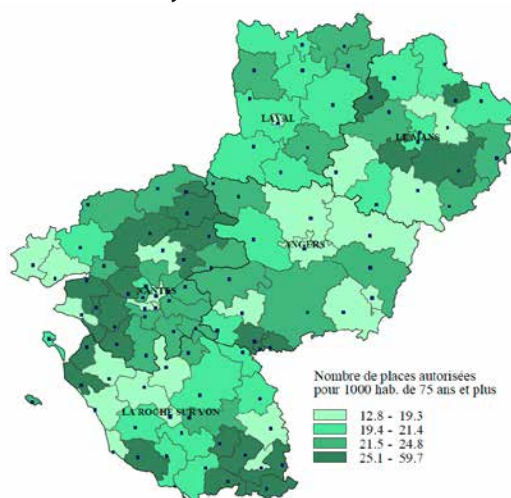 LAVAL
LE MANS
ANGERS
NANTES
LA ROCHE SUR YON
Nombre de places autorisées
pour 1000 hab. de 75 ans et plus
12.8 - 19.3
19.4 - 21.4
21.5 - 24.8
25.1 - 59.7